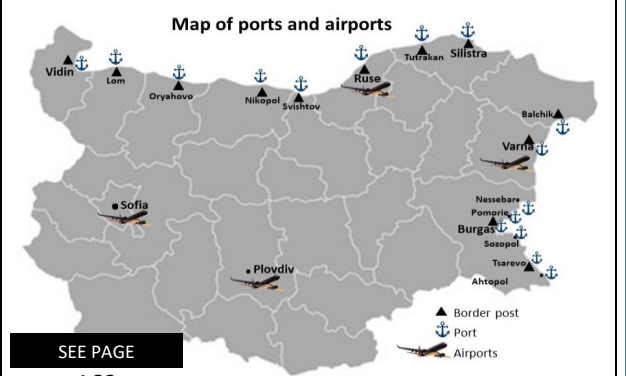 Map of ports and airports
Vidin
Lom
Oryahovo
Nikopol
Svishtov
Ruse
Tutrakan
Silistra
Balchik
Varna
Sofia
Plovdiv
Nessebar
Pomorie
Burgas
Sozopol
Tsarevo
Ahtopol
Border post
Port
Airports
SEE PAGE